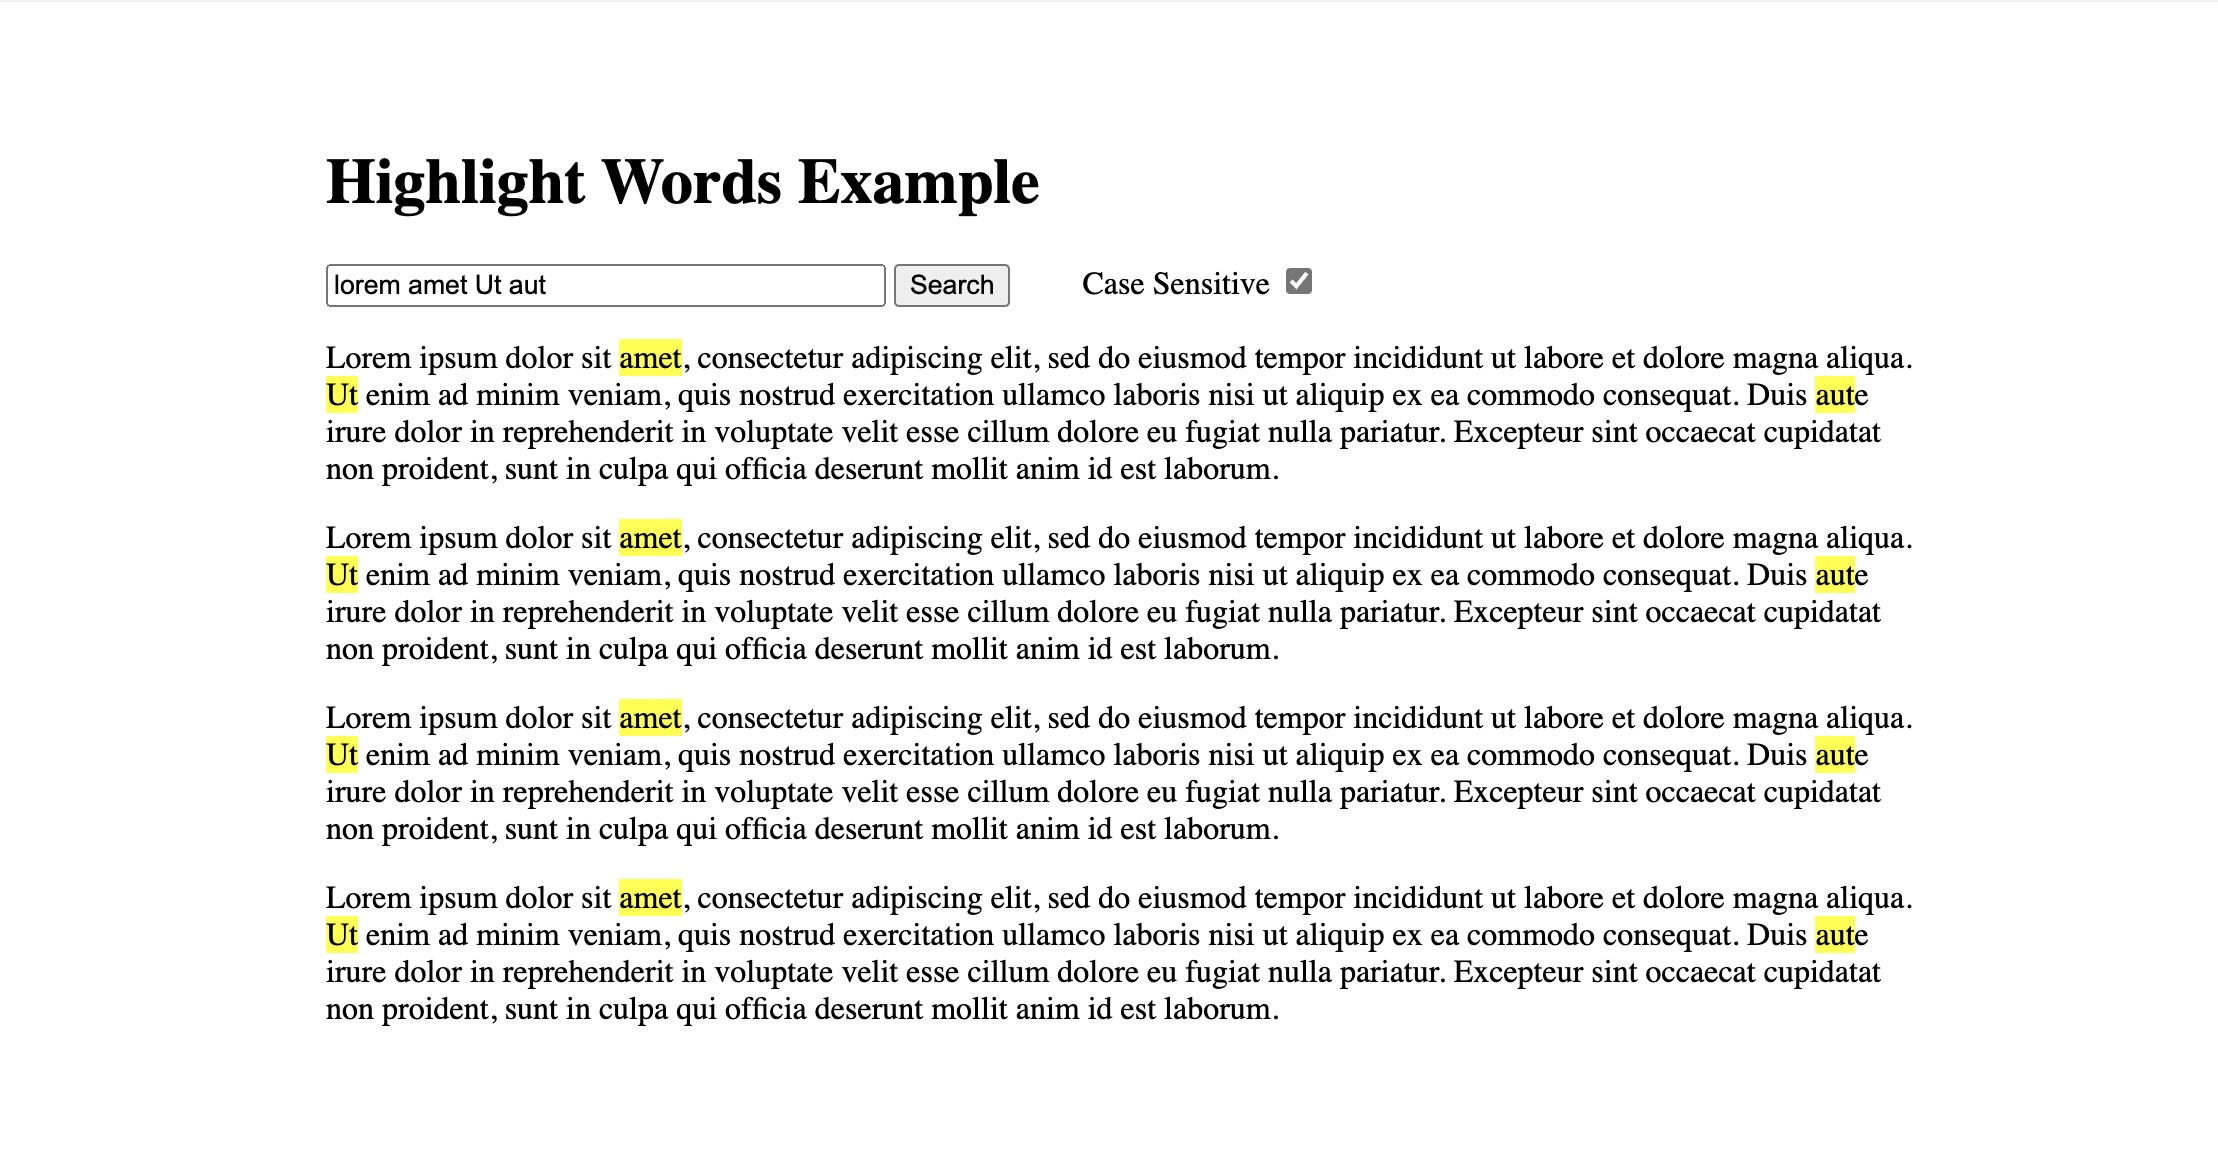 Highlight Words Example
lorem amet Ut aut Search Case Sensitive
Lorem ipsum dolor sit amet, consectetur adipiscing elit, sed do eiusmod tempor incididunt ut labore et dolore magna aliqua.
Ut enim ad minim veniam, quis nostrud exercitation ullamco laboris nisi ut aliquip ex ea commodo consequat. Duis aute
irure dolor in reprehenderit in voluptate velit esse cillum dolore eu fugiat nulla pariatur. Excepteur sint occaecat cupidatat
non proident, sunt in culpa qui officia deserunt mollit anim id est laborum.
Lorem ipsum dolor sit amet, consectetur adipiscing elit, sed do eiusmod tempor incididunt ut labore et dolore magna aliqua.
Ut enim ad minim veniam, quis nostrud exercitation ullamco laboris nisi ut aliquip ex ea commodo consequat. Duis aute
irure dolor in reprehenderit in voluptate velit esse cillum dolore eu fugiat nulla pariatur. Excepteur sint occaecat cupidatat
non proident, sunt in culpa qui officia deserunt mollit anim id est laborum.
Lorem ipsum dolor sit amet, consectetur adipiscing elit, sed do eiusmod tempor incididunt ut labore et dolore magna aliqua.
Ut enim ad minim veniam, quis nostrud exercitation ullamco laboris nisi ut aliquip ex ea commodo consequat. Duis aute
irure dolor in reprehenderit in voluptate velit esse cillum dolore eu fugiat nulla pariatur. Excepteur sint occaecat cupidatat
non proident, sunt in culpa qui officia deserunt mollit anim id est laborum.
Lorem ipsum dolor sit amet, consectetur adipiscing elit, sed do eiusmod tempor incididunt ut labore et dolore magna aliqua.
Ut enim ad minim veniam, quis nostrud exercitation ullamco laboris nisi ut aliquip ex ea commodo consequat. Duis aute
irure dolor in reprehenderit in voluptate velit esse cillum dolore eu fugiat nulla pariatur. Excepteur sint occaecat cupidatat
non proident, sunt in culpa qui officia deserunt mollit anim id est laborum.